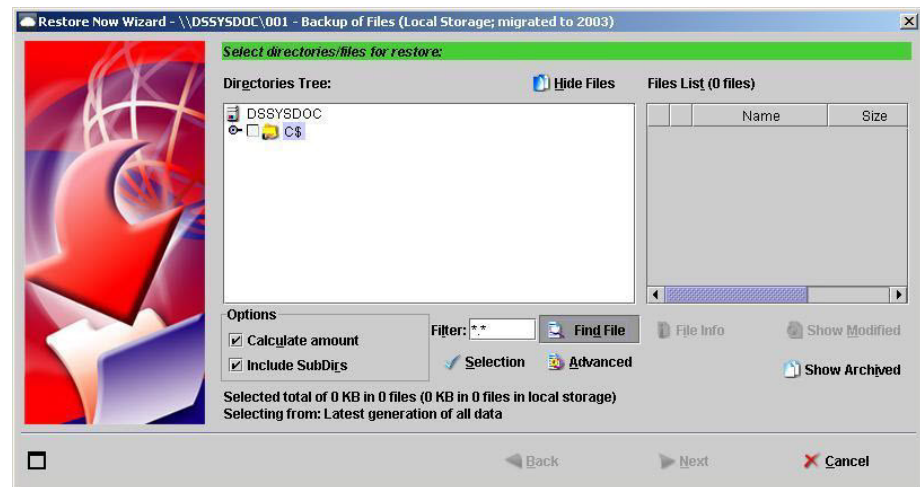 Restore Now Wizard - \\DSSYSDOC\001 - Backup of Files (Local Storage; migrated to 2003)
Select directories/files for restore:
Directories Tree:
Hide Files
Files List (0 files)
DSSYSDOC
C$
Name
Size
Options
Calculate amount
Include SubDirs
Filter: *.*
Find File
Selection
Advanced
File Info
Show Modified
Show Archived
Selected total of 0 KB in 0 files (0 KB in 0 files in local storage)
Selecting from: Latest generation of all data
Back
Next
Cancel